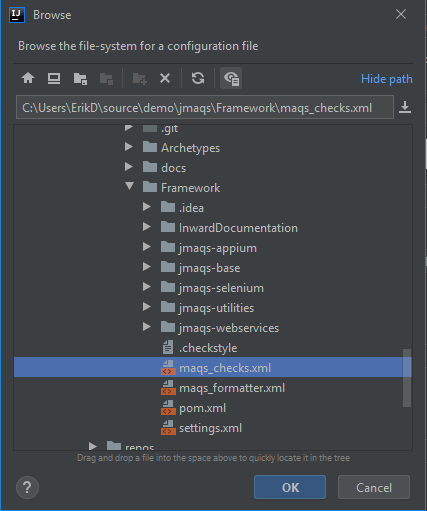 IJ
Browse
Browse the file-system for a configuration file
Hide path
C:\Users\ErikD\source\demo\jmaqs\Framework\maqs_checks.xml
.git
Archetypes
docs
Framework
.idea
InwardDocumentation
jmaqs-appium
jmaqs-base
jmaqs-selenium
jmaqs-utilities
jmaqs-webservices
.checkstyle
maqs_checks.xml
maqs_formatter.xml
pom.xml
settings.xml
repos
Drag and drop a file into the space above to quickly locate it in the tree
?
OK
Cancel